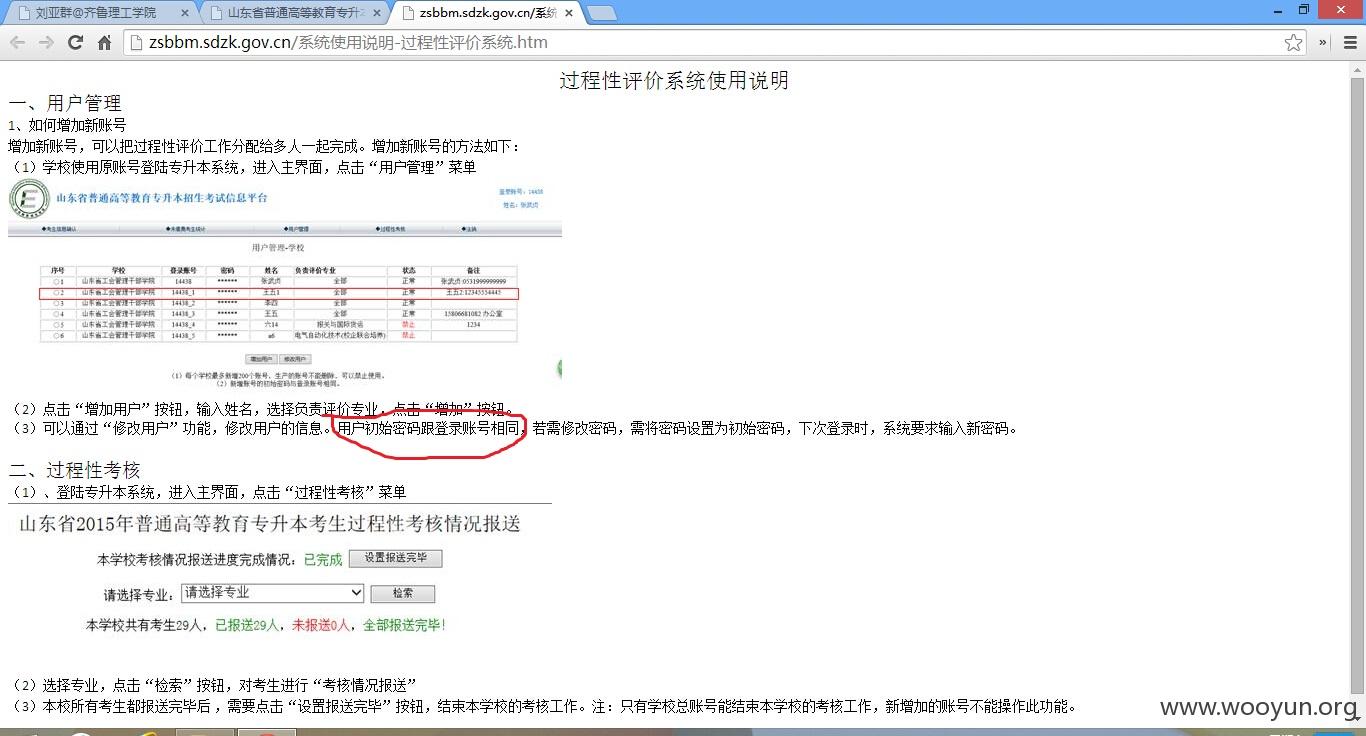 刘亚群@齐鲁理工学院
山东省普通高等教育专升
zsbbm.sdzk.gov.cn/系统
zsbbm.sdzk.gov.cn/系统使用说明-过程性评价系统.htm
过程性评价系统使用说明
一、用户管理
1、如何增加新账号
增加新账号，可以把过程性评价工作分配给多人一起完成。增加新账号的方法如下：
（1）学校使用原账号登陆专升本系统，进入主界面，点击“用户管理”菜单
山东省普通高等教育专升本招生考试信息平台
登录账号：14438
姓名：张武贞
◆考生信息确认 ◆未缴费考生统计 ◆用户管理 ◆过程性考核 ◆注销
用户管理-学校
序号 学校 登录账号 密码 姓名 负责评价专业 状态 备注
1 山东省工会管理干部学院 14438 ****** 张武贞 全部 正常 张武贞:0531999999999
2 山东省工会管理干部学院 14438_1 ****** 王五1 全部 正常 王五2:12345554445
3 山东省工会管理干部学院 14438_2 ****** 李四 全部 正常
4 山东省工会管理干部学院 14438_3 ****** 王五 全部 正常 15806681082 办公室
5 山东省工会管理干部学院 14438_4 ****** 六14 报关与国际货运 禁止 1234
6 山东省工会管理干部学院 14438_5 ****** a6 电气自动化技术(校企联合培养) 禁止
增加用户 修改用户
（1）每个学校最多新增200个账号，生产的账号不能删除，可以禁止使用。
（2）新增账号的初始密码与登录账号相同。
（2）点击“增加用户”按钮，输入姓名，选择负责评价专业，点击“增加”按钮。
（3）可以通过“修改用户”功能，修改用户的信息。用户初始密码跟登录账号相同，若需修改密码，需将密码设置为初始密码，下次登录时，系统要求输入新密码。
二、过程性考核
（1）、登陆专升本系统，进入主界面，点击“过程性考核”菜单
山东省2015年普通高等教育专升本考生过程性考核情况报送
本学校考核情况报送进度完成情况：已完成 设置报送完毕
请选择专业：请选择专业 检索
本学校共有考生29人，已报送29人，未报送0人，全部报送完毕！
（2）选择专业，点击“检索”按钮，对考生进行“考核情况报送”
（3）本校所有考生都报送完毕后，需要点击“设置报送完毕”按钮，结束本学校的考核工作。注：只有学校总账号能结束本学校的考核工作，新增加的账号不能操作此功能。
www.wooyun.org